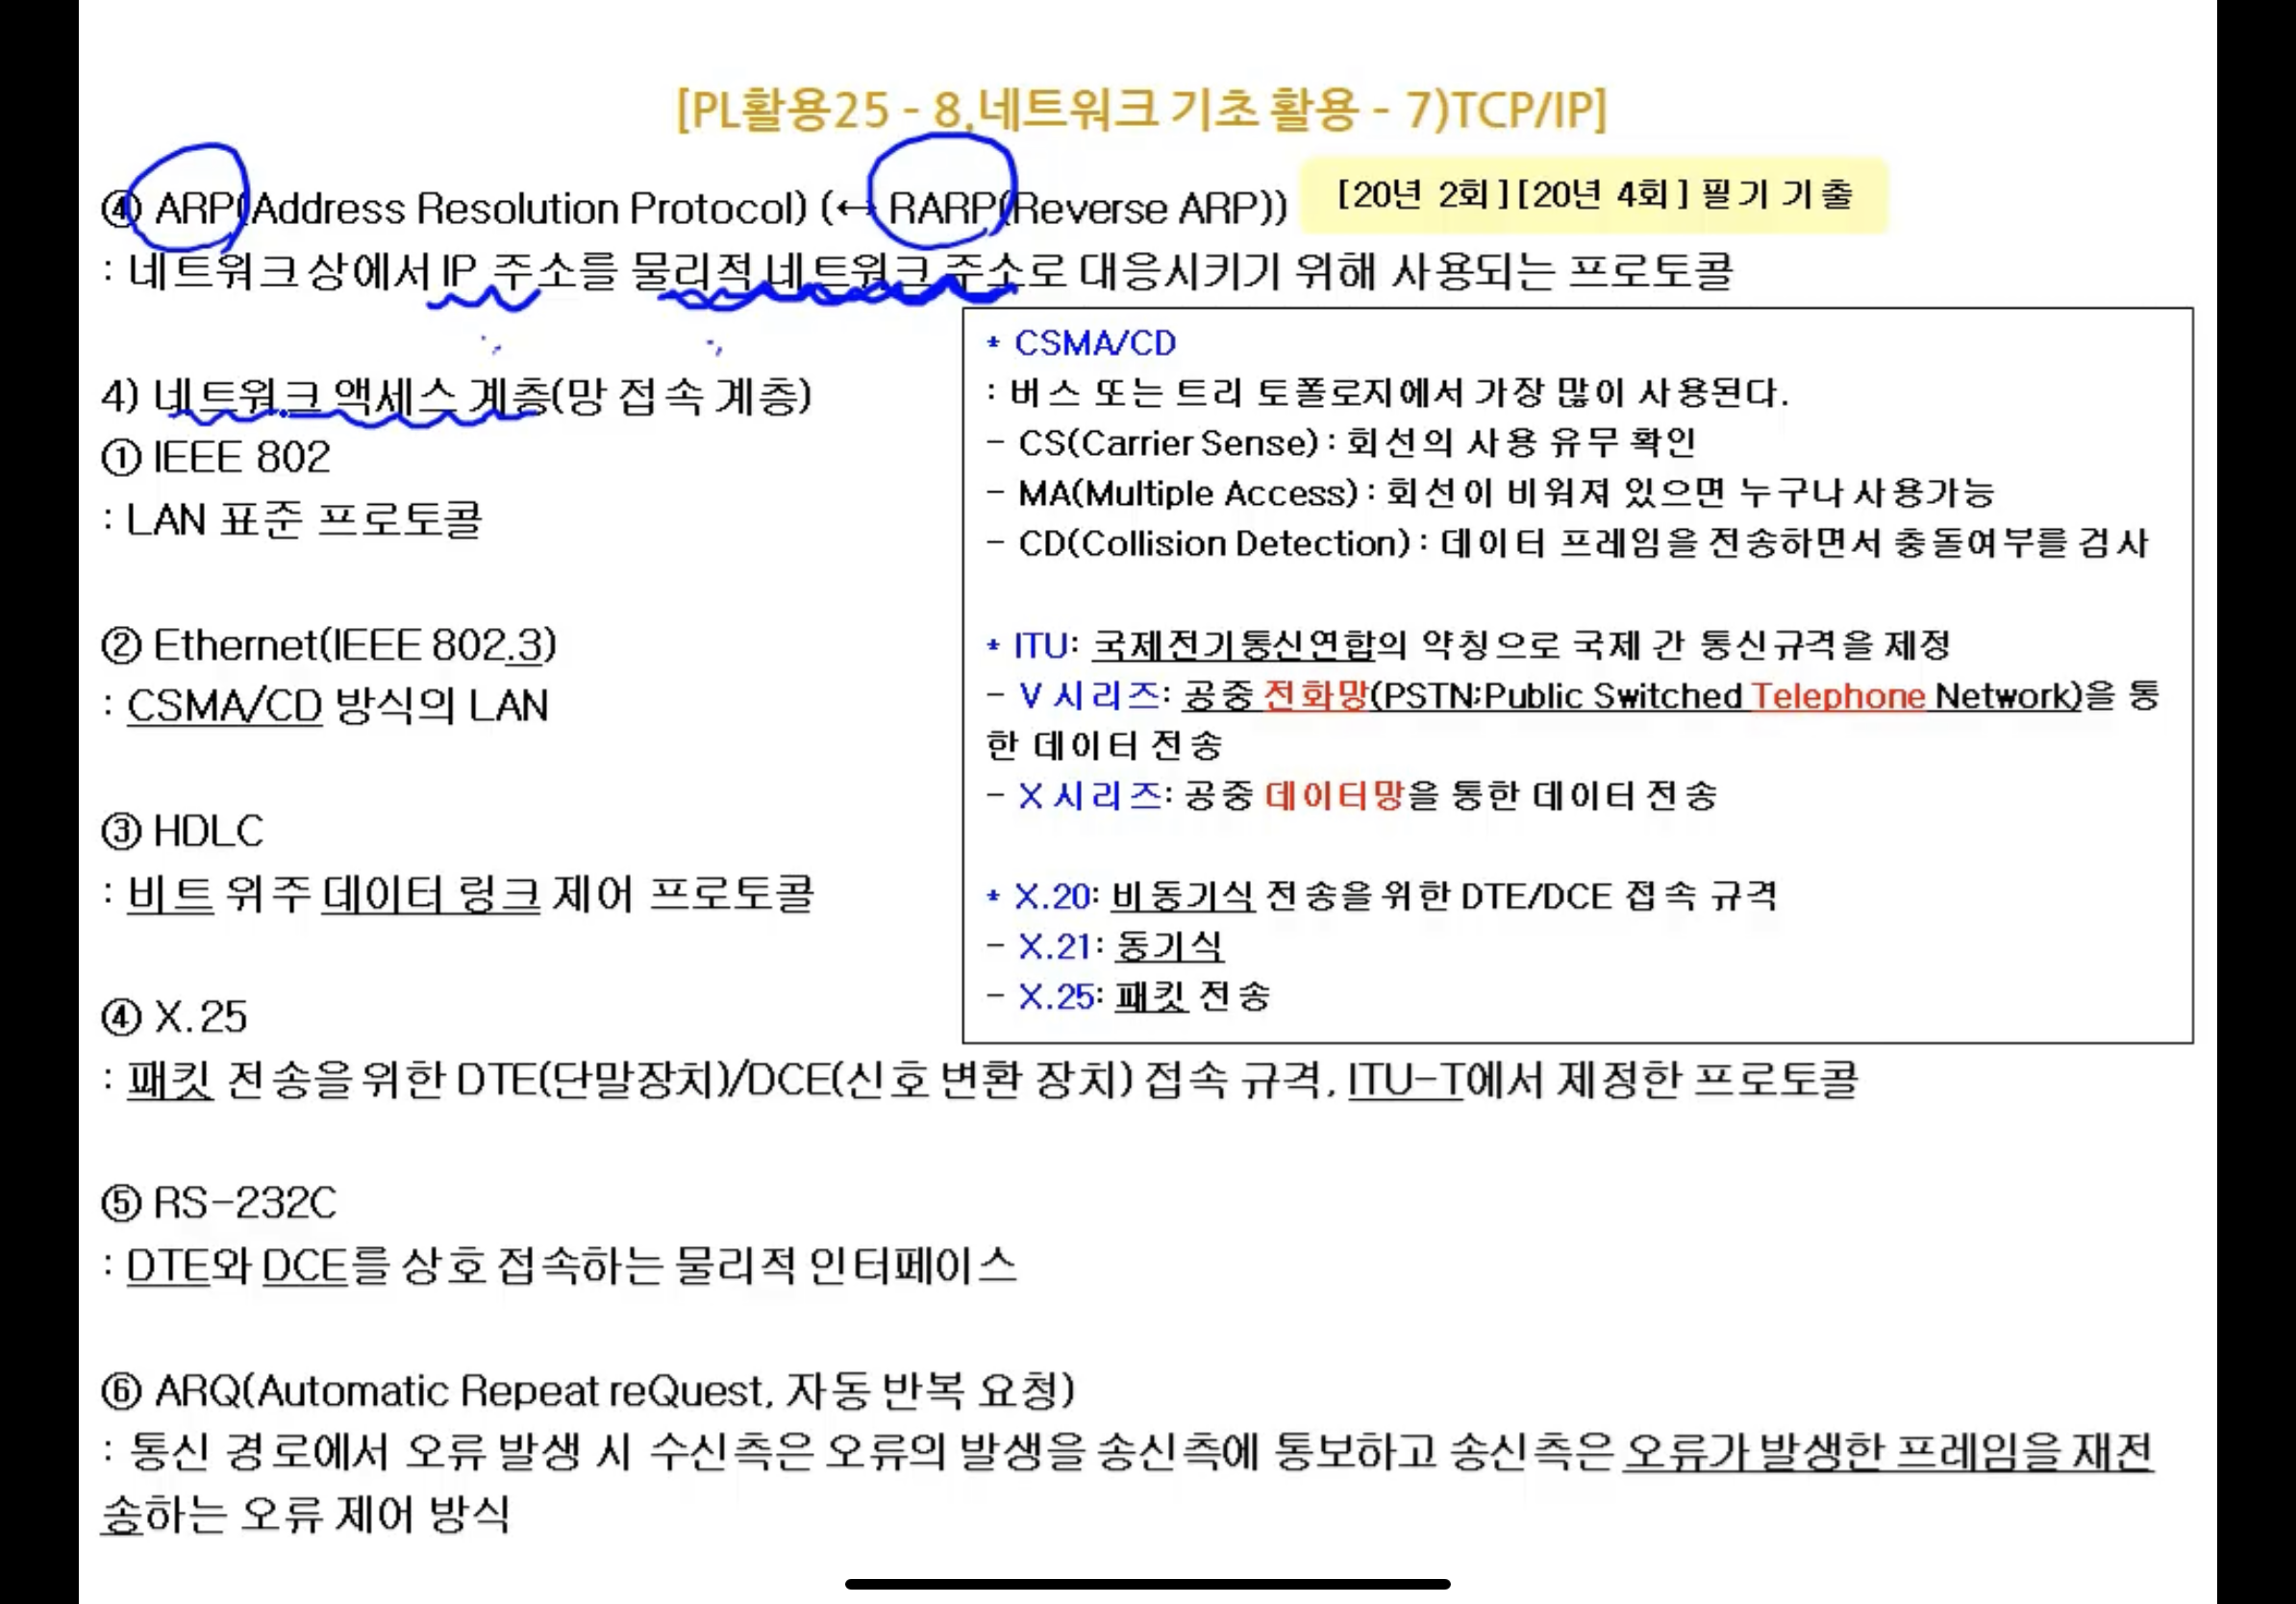 [PL활용25 - 8.네트워크 기초 활용 - 7)TCP/IP]
④ ARP(Address Resolution Protocol) (↔ RARP(Reverse ARP))
[20년 2회][20년 4회] 필기 기출
: 네트워크 상에서 IP 주소를 물리적 네트워크 주소로 대응시키기 위해 사용되는 프로토콜
4) 네트워크 액세스 계층(망 접속 계층)
① IEEE 802
: LAN 표준 프로토콜
② Ethernet(IEEE 802.3)
: CSMA/CD 방식의 LAN
③ HDLC
: 비트 위주 데이터 링크 제어 프로토콜
④ X.25
: 패킷 전송을 위한 DTE(단말장치)/DCE(신호 변환 장치) 접속 규격, ITU-T에서 제정한 프로토콜
⑤ RS-232C
: DTE와 DCE를 상호 접속하는 물리적 인터페이스
⑥ ARQ(Automatic Repeat reQuest, 자동 반복 요청)
: 통신 경로에서 오류 발생 시 수신측은 오류의 발생을 송신측에 통보하고 송신측은 오류가 발생한 프레임을 재전
송하는 오류 제어 방식
* CSMA/CD
: 버스 또는 트리 토폴로지에서 가장 많이 사용된다.
- CS(Carrier Sense) : 회선의 사용 유무 확인
- MA(Multiple Access) : 회선이 비워져 있으면 누구나 사용가능
- CD(Collision Detection) : 데이터 프레임을 전송하면서 충돌여부를 검사
* ITU: 국제전기통신연합의 약칭으로 국제 간 통신규격을 제정
- V 시리즈: 공중 전화망(PSTN;Public Switched Telephone Network)을 통
한 데이터 전송
- X 시리즈: 공중 데이터망을 통한 데이터 전송
* X.20: 비동기식 전송을 위한 DTE/DCE 접속 규격
- X.21: 동기식
- X.25: 패킷 전송